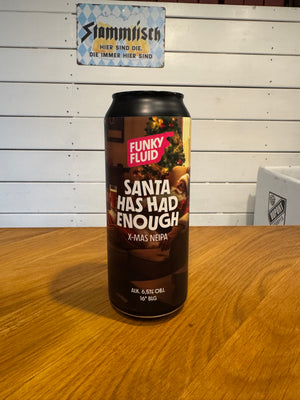 Stammtisch
HIER SIND DIE,
DIE IMMER HIER SIND
FUNKY
FLUID
SANTA
HAS HAD
ENOUGH
X-MAS NEIPA
ALK. 6,5% OBJ.
16° BLG